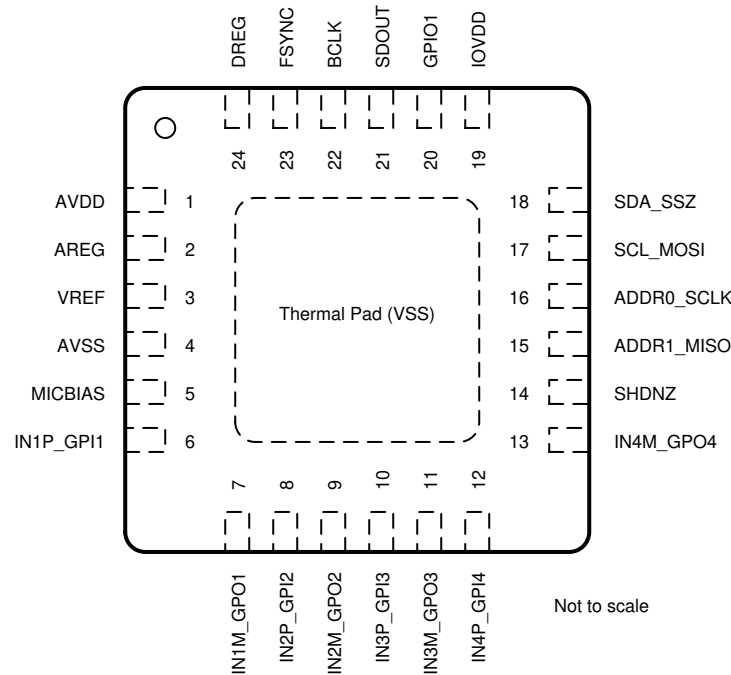 DREG
FSYNC
BCLK
SDOUT
GPIO1
IOVDD
24
23
22
21
20
19
AVDD 1
AREG 2
VREF 3
AVSS 4
MICBIAS 5
IN1P_GPI1 6
Thermal Pad (VSS)
18 SDA_SSZ
17 SCL_MOSI
16 ADDR0_SCLK
15 ADDR1_MISO
14 SHDNZ
13 IN4M_GPO4
7
8
9
10
11
12
IN1M_GPO1
IN2P_GPI2
IN2M_GPO2
IN3P_GPI3
IN3M_GPO3
IN4P_GPI4
Not to scale